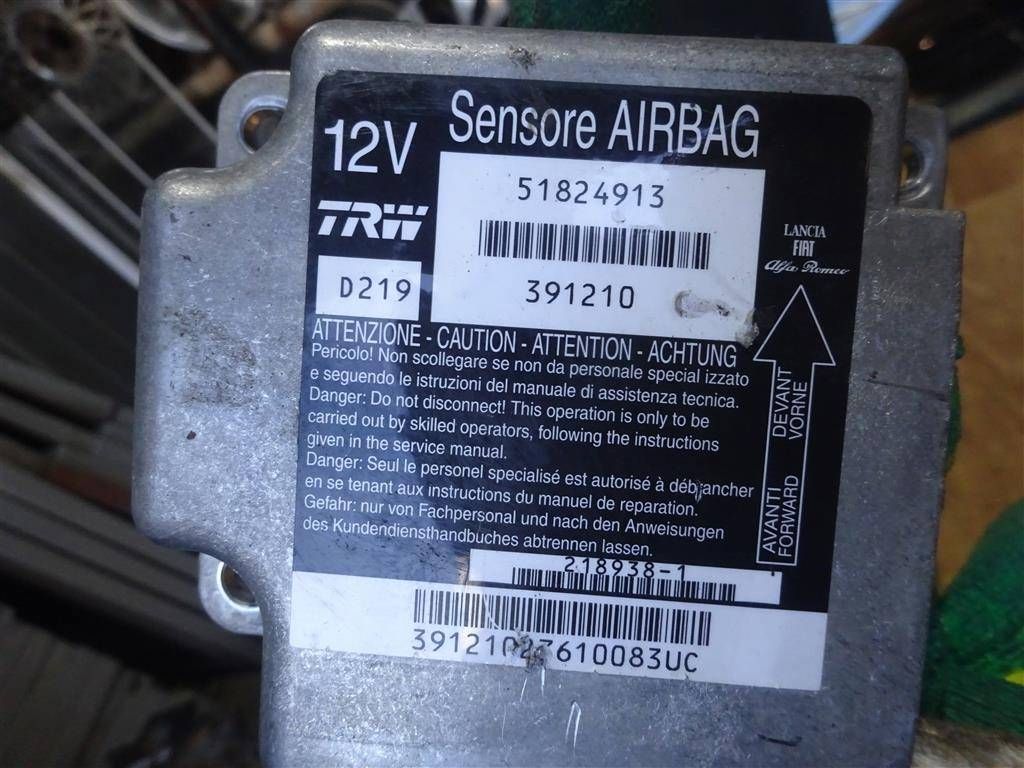 12V
Sensore AIRBAG
TRW
51824913
D219
391210
LANCIA
FIAT
Alfa Romeo
ATTENZIONE - CAUTION - ATTENTION - ACHTUNG
Pericolo! Non scollegare se non da personale special izzato
e seguendo le istruzioni del manuale di assistenza tecnica.
Danger: Do not disconnect! This operation is only to be
carried out by skilled operators, following the instructions
given in the service manual.
Danger: Seul le personel specialisé est autorisé à débrancher
en se tenant aux instructions du manuel de reparation.
Gefahr: nur von Fachpersonal und nach den Anweisungen
des Kundendiensthandbuches abtrennen lassen.
AVANTI DEVANT
FORWARD VORNE
218938-1